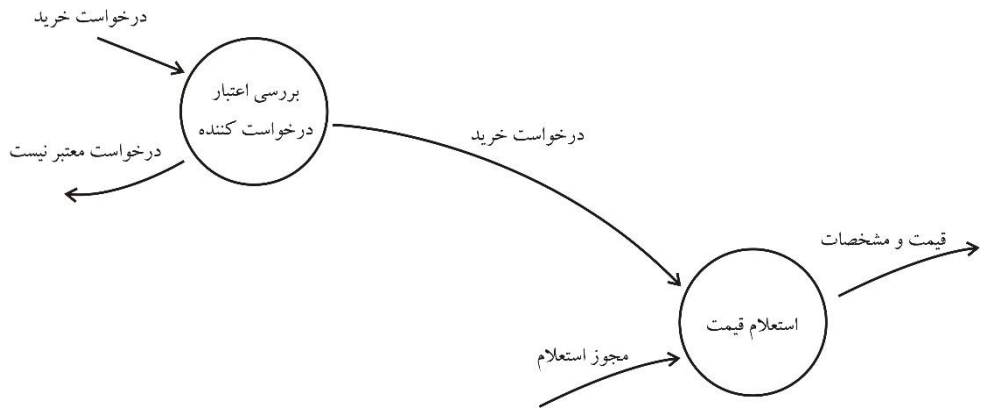 درخواست خرید
بررسی اعتبار
درخواست کننده
درخواست معتبر نیست
درخواست خرید
قیمت و مشخصات
استعلام قیمت
مجوز استعلام